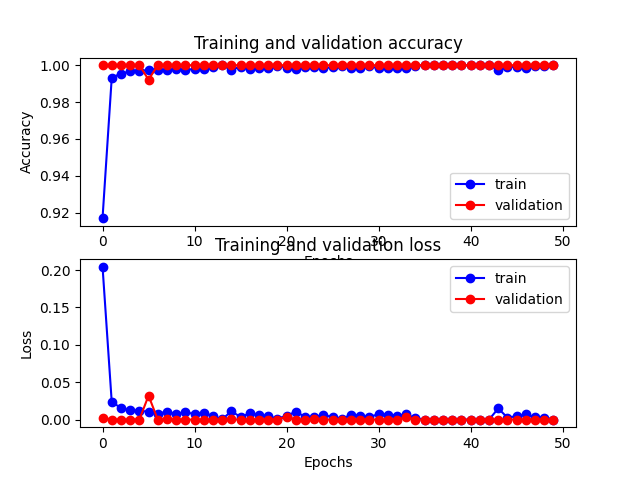 Training and validation accuracy
1.00
0.98
0.96
0.94
0.92
Accuracy
train
validation
0
10
20
30
40
50
Epochs
Training and validation loss
0.20
0.15
0.10
0.05
0.00
Loss
train
validation
0
10
20
30
40
50
Epochs